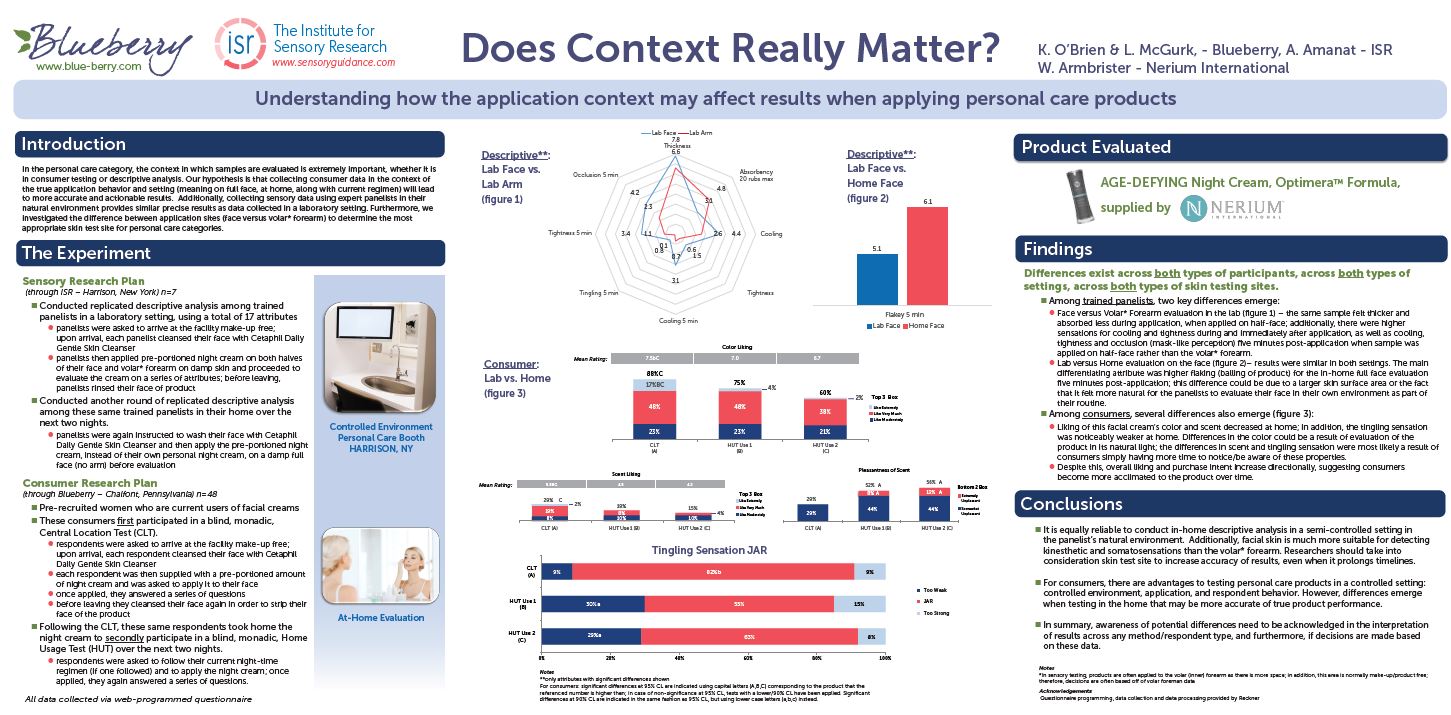 Blueberry
www.blue-berry.com
isr
The Institute for
Sensory Research
www.sensoryguidance.com
Does Context Really Matter?
K. O'Brien & L. McGurk, - Blueberry, A. Amanat - ISR
W. Armbrister - Nerium International
Understanding how the application context may affect results when applying personal care products
Introduction
In the personal care category, the context in which samples are evaluated is extremely important, whether it is
in consumer testing or descriptive analysis. Our hypothesis is that collecting consumer data in the context of
the true application behavior and setting (meaning on full face, at home, along with current regimen) will lead
to more accurate and actionable results. Additionally, collecting sensory data using expert panelists in their
natural environment provides similar precise results as data collected in a laboratory setting. Furthermore, we
investigated the difference between application sites (face versus volar* forearm) to determine the most
appropriate skin test site for personal care categories.
The Experiment
Sensory Research Plan
(through ISR – Harrison, New York) n=7
Conducted replicated descriptive analysis among trained
panelists in a laboratory setting, using a total of 17 attributes
panelists were asked to arrive at the facility make-up free;
upon arrival, each panelist cleansed their face with Cetaphil Daily
Gentle Skin Cleanser
panelists then applied pre-portioned night cream on both halves
of their face and volar* forearm on damp skin and proceeded to
evaluate the cream on a series of attributes; before leaving,
panelists rinsed their face of product
Conducted another round of replicated descriptive analysis
among these same trained panelists in their home over the
next two nights.
panelists were again instructed to wash their face with Cetaphil
Daily Gentle Skin Cleanser and then apply the pre-portioned night
cream, instead of their own personal night cream, on a damp full
face (no arm) before evaluation
Consumer Research Plan
(through Blueberry – Chalfont, Pennsylvania) n=48
Pre-recruited women who are current users of facial creams
These consumers first participated in a blind, monadic,
Central Location Test (CLT).
respondents were asked to arrive at the facility make-up free;
upon arrival, each respondent cleansed their face with Cetaphil
Daily Gentle Skin Cleanser
each respondent was then supplied with a pre-portioned amount
of night cream and was asked to apply it to their face
once applied, they answered a series of questions
before leaving they cleansed their face again in order to strip their
face of the product
Following the CLT, these same respondents took home the
night cream to secondly participate in a blind, monadic, Home
Usage Test (HUT) over the next two nights.
respondents were asked to follow their current night-time
regimen (if one followed) and to apply the night cream; once
applied, they again answered a series of questions.
All data collected via web-programmed questionnaire
Controlled Environment
Personal Care Booth
HARRISON, NY
At-Home Evaluation
Descriptive**:
Lab Face vs.
Lab Arm
(figure 1)
Lab Face Lab Arm
7.8
Thickness
6.6
Occlusion 5 min
Absorbency
20 rubs max
4.2
4.8
2.3
3.1
Tightness 5 min
3.4
1.1
2.6
4.4
Cooling
0.1
0.8
0.7
0.6
1.5
3.1
Tingling 5 min
Tightness
Cooling 5 min
Descriptive**:
Lab Face vs.
Home Face
(figure 2)
6.1
5.1
Flakey 5 min
Lab Face Home Face
Consumer:
Lab vs. Home
(figure 3)
Color Liking
Mean Rating:
7.5bC 7.0 6.7
88%C
17%BC
48%
23%
75%
4%
48%
23%
60%
2%
38%
21%
Top 3 Box
Like Extremely
Like Very Much
Like Moderately
CLT
(A)
HUT Use 1
(B)
HUT Use 2
(C)
Scent Liking
Mean Rating:
29% C
2%
19%
8%
19%
8%
10%
15%
4%
10%
Top 3 Box
Like Extremely
Like Very Much
Like Moderately
CLT (A) HUT Use 1 (B) HUT Use 2 (C)
Pleasantness of Scent
29%
29%
52% A
8% A
44%
56% A
12% A
44%
Bottom 2 Box
Extremely
Unpleasant
Somewhat
Unpleasant
CLT (A) HUT Use 1(B) HUT Use 2 (C)
Tingling Sensation JAR
CLT
(A)
9% 82%b 9%
HUT Use 1
(B)
30%a 55% 15%
HUT Use 2
(C)
29%a 63% 8%
Too Weak
JAR
Too Strong
0% 20% 40% 60% 80% 100%
Notes
**only attributes with significant differences shown
For consumers: significant differences at 95% CL are indicated using capital letters (A,B,C) corresponding to the product that the
referenced number is higher then; in case of non-significance at 95% CL, tests with a lower/90% CL have been applied. Significant
differences at 90% CL are indicated in the same fashion as 95% CL, but using lower case letters (a,b,c) instead.
Product Evaluated
AGE-DEFYING Night Cream, Optimera™ Formula,
supplied by NERIUM
INTERNATIONAL
Findings
Differences exist across both types of participants, across both types of
settings, across both types of skin testing sites.
Among trained panelists, two key differences emerge:
Face versus Volar* Forearm evaluation in the lab (figure 1) – the same sample felt thicker and
absorbed less during application, when applied on half-face; additionally, there were higher
sensations for cooling and tightness during and immediately after application, as well as cooling,
tightness and occlusion (mask-like perception) five minutes post-application when sample was
applied on half-face rather than the volar* forearm.
Lab versus Home evaluation on the face (figure 2)– results were similar in both settings. The main
differentiating attribute was higher flaking (balling of product) for the in-home full face evaluation
five minutes post-application; this difference could be due to a larger skin surface area or the fact
that it felt more natural for the panelists to evaluate their face in their own environment as part of
their routine.
Among consumers, several differences also emerge (figure 3):
Liking of this facial cream's color and scent decreased at home; in addition, the tingling sensation
was noticeably weaker at home. Differences in the color could be a result of evaluation of the
product in its natural light; the differences in scent and tingling sensation were most likely a result of
consumers simply having more time to notice/be aware of these properties.
Despite this, overall liking and purchase intent increase directionally, suggesting consumers
become more acclimated to the product over time.
Conclusions
It is equally reliable to conduct in-home descriptive analysis in a semi-controlled setting in
the panelist's natural environment. Additionally, facial skin is much more suitable for detecting
kinesthetic and somatosensations than the volar* forearm. Researchers should take into
consideration skin test site to increase accuracy of results, even when it prolongs timelines.
For consumers, there are advantages to testing personal care products in a controlled setting:
controlled environment, application, and respondent behavior. However, differences emerge
when testing in the home that may be more accurate of true product performance.
In summary, awareness of potential differences need to be acknowledged in the interpretation
of results across any method/respondent type, and furthermore, if decisions are made based
on these data.
Notes
*In sensory testing, products are often applied to the volar (inner) forearm as there is more space; in addition, this area is normally make-up/product free;
therefore, decisions are often based off of volar foreman data
Acknowledgements
Questionnaire programming, data collection and data processing provided by Redkner